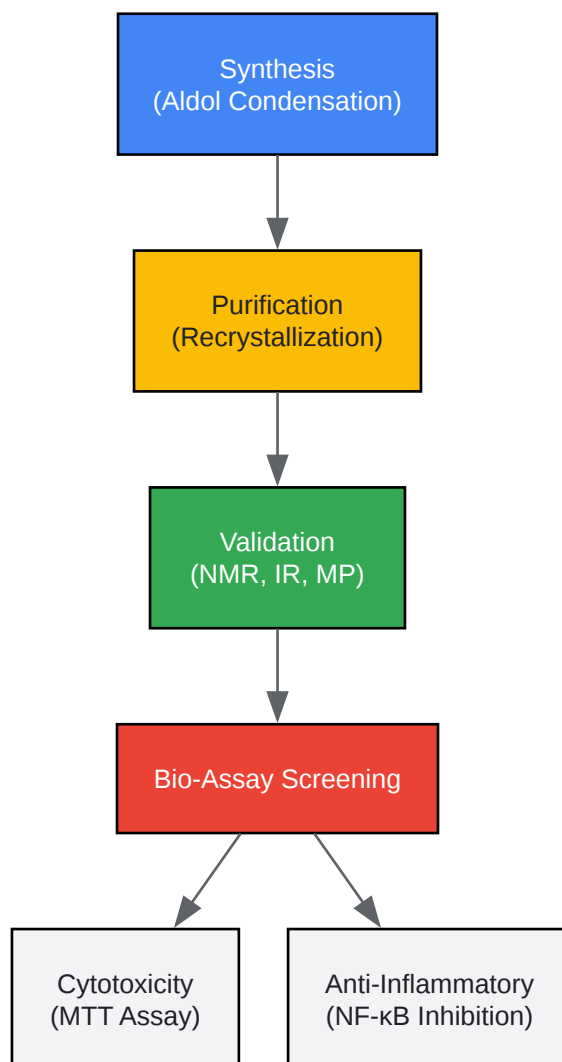 Synthesis
(Aldol Condensation)
Purification
(Recrystallization)
Validation
(NMR, IR, MP)
Bio-Assay Screening
Cytotoxicity
(MTT Assay)
Anti-Inflammatory
(NF-κB Inhibition)